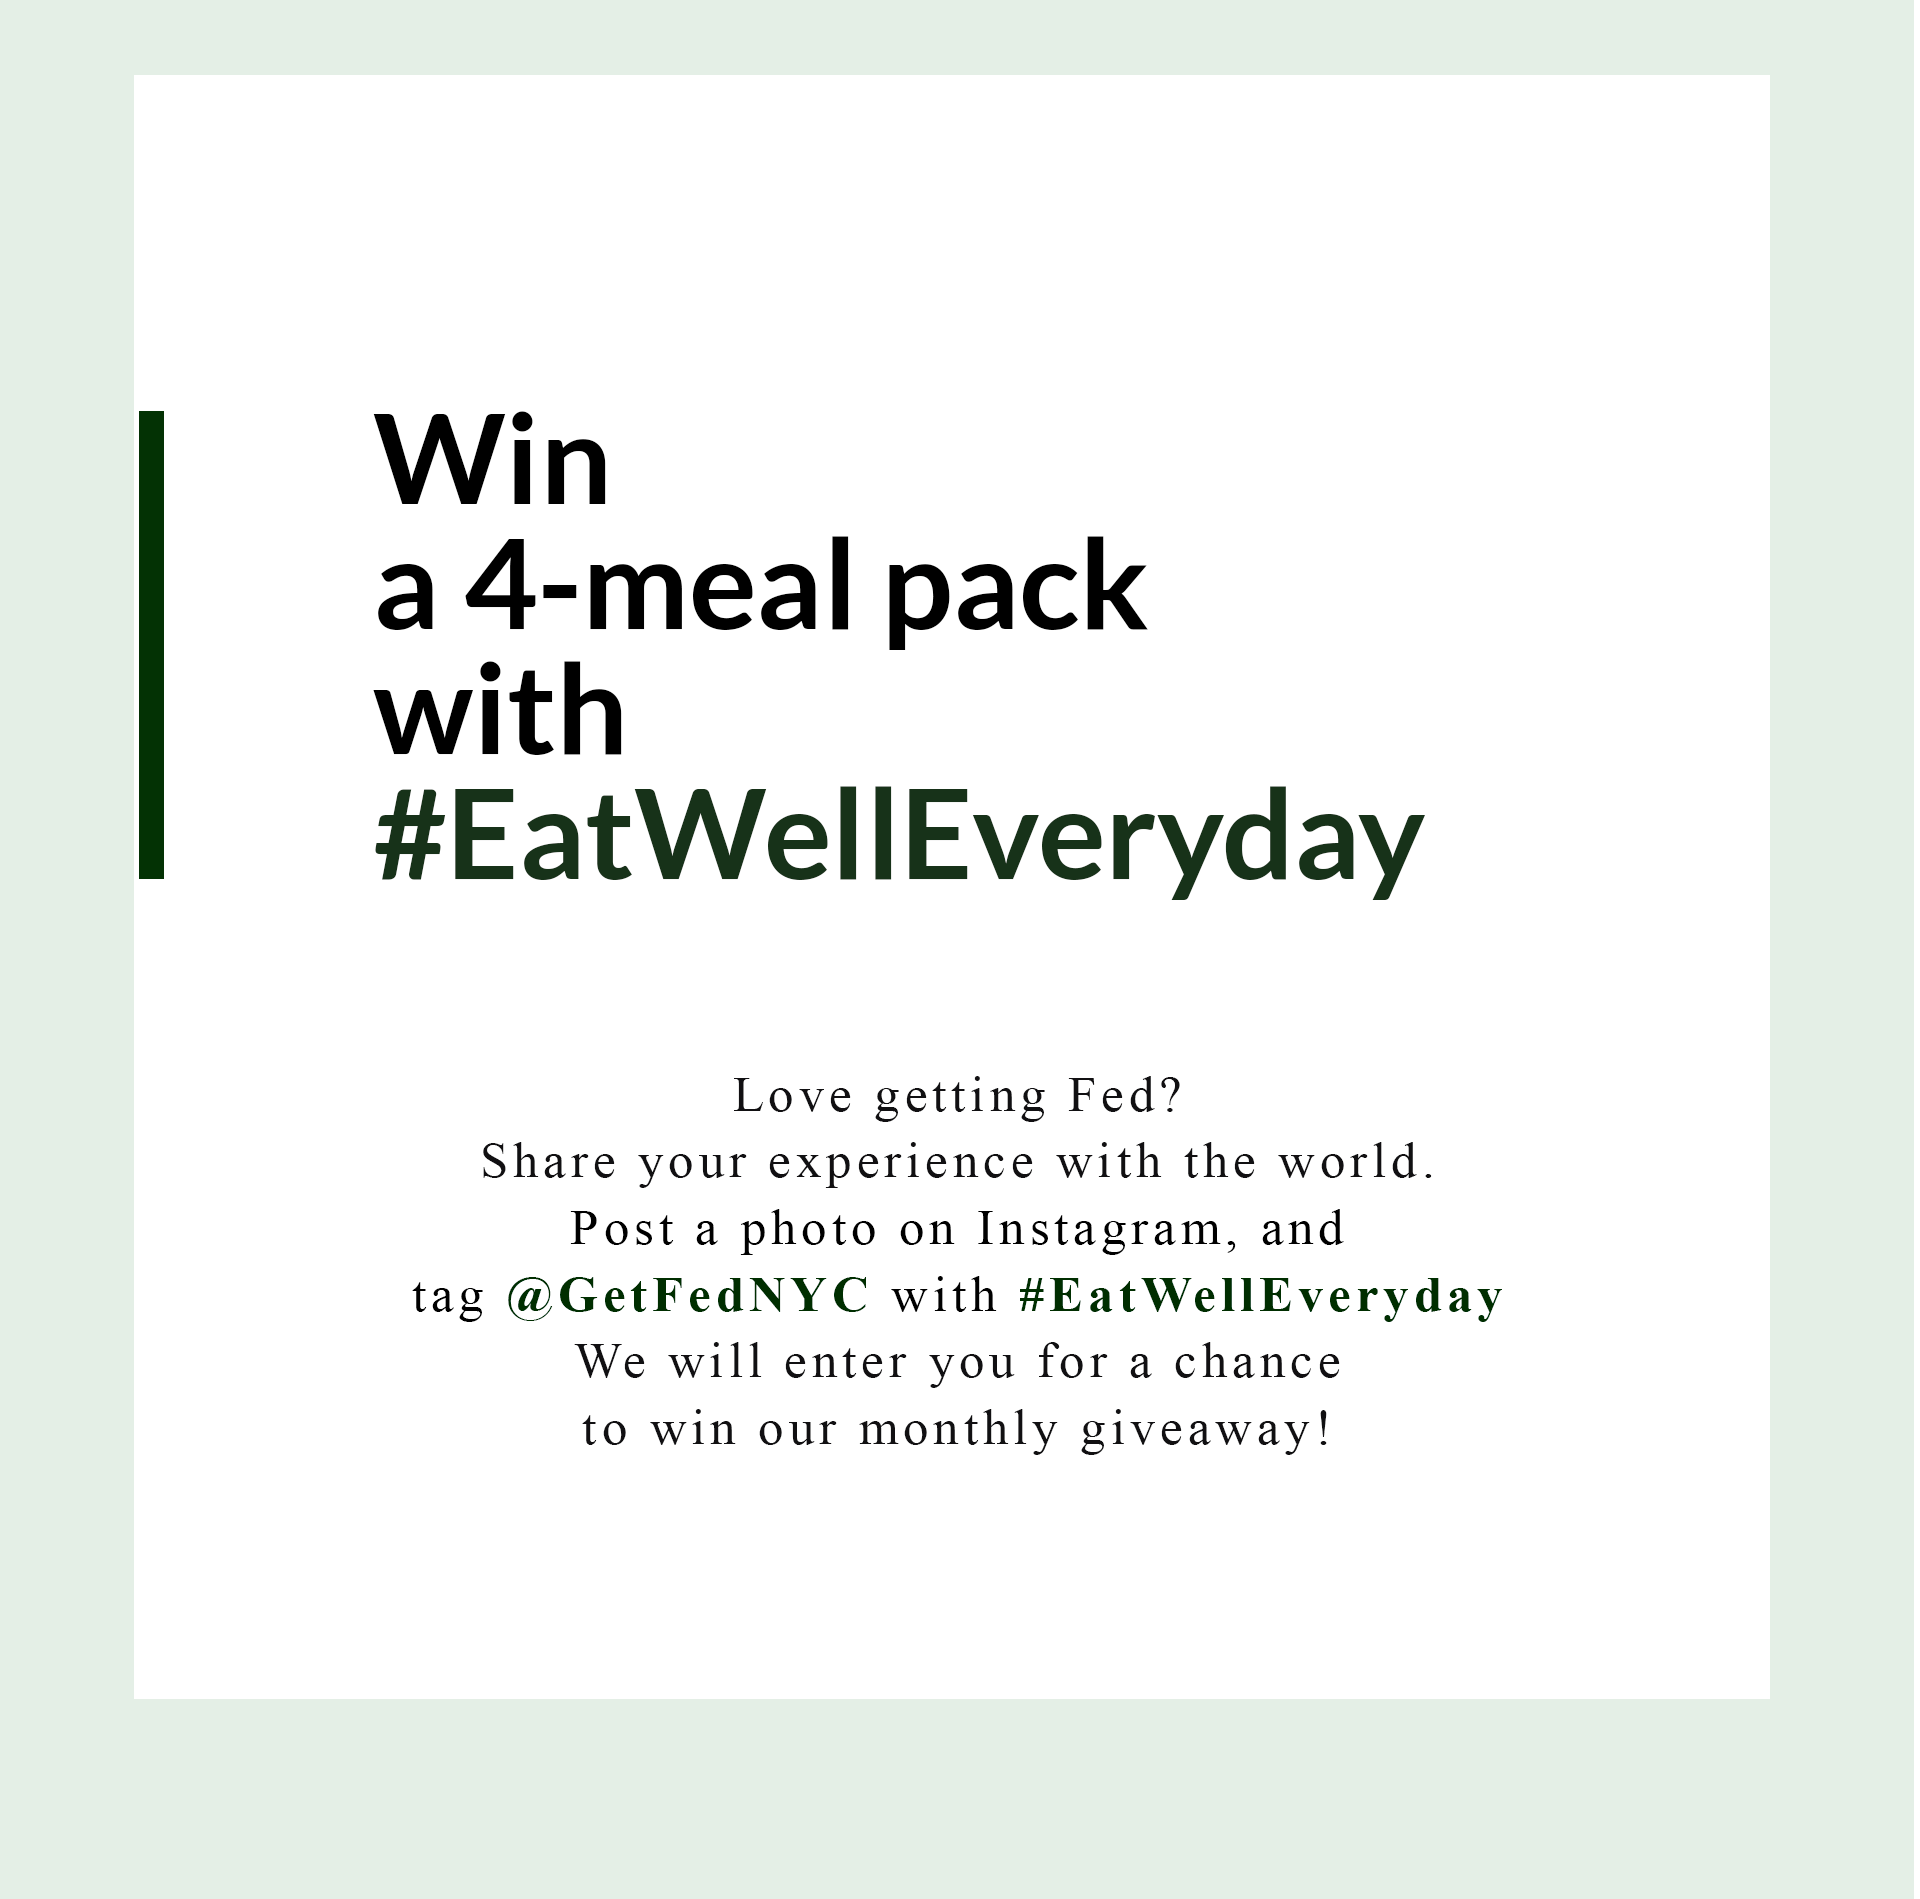 Win
a 4-meal pack
with
#EatWellEveryday
Love getting Fed?
Share your experience with the world.
Post a photo on Instagram, and
tag @GetFedNYC with #EatWellEveryday
We will enter you for a chance
to win our monthly giveaway!